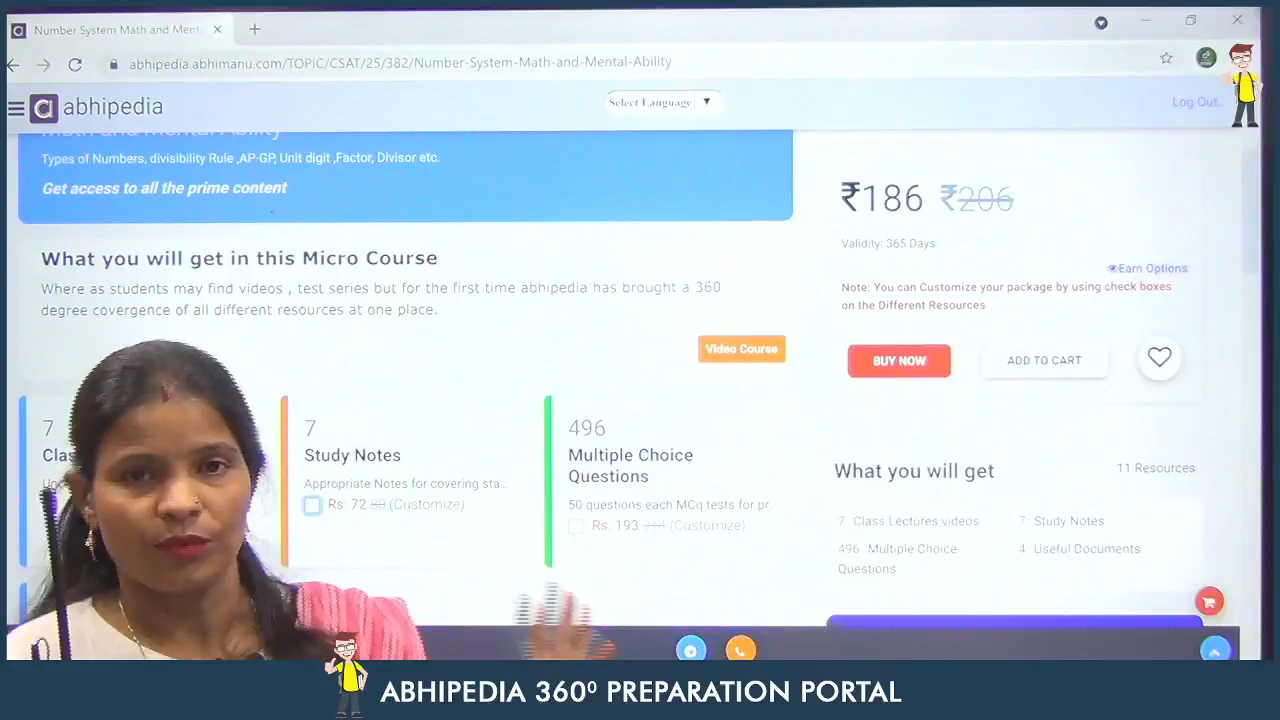 Number System Math and Menta
abhipedia.abhimanu.com/TOPIC/CSAT/25/382/Number-System-Math-and-Mental-Ability
abhipedia
Select Language
Log Out
Math and Mental Ability
Types of Numbers, divisibility Rule ,AP-GP, Unit digit ,Factor, Divisor etc.
Get access to all the prime content
₹186 ₹206
Validity: 365 Days
Earn Options
Note: You can Customize your package by using check boxes
on the Different Resources
BUY NOW
ADD TO CART
What you will get in this Micro Course
Where as students may find videos , test series but for the first time abhipedia has brought a 360
degree covergence of all different resources at one place.
Video Course
7
Clas
7
Study Notes
Appropriate Notes for covering sta...
Rs: 72 (Customize)
496
Multiple Choice
Questions
50 questions each MCq tests for pr.
Rs. 193 (Customize)
What you will get
11 Resources
7 Class Lectures videos
7 Study Notes
496 Multiple Choice
Questions
4 Useful Documents
ABHIPEDIA 360⁰ PREPARATION PORTAL